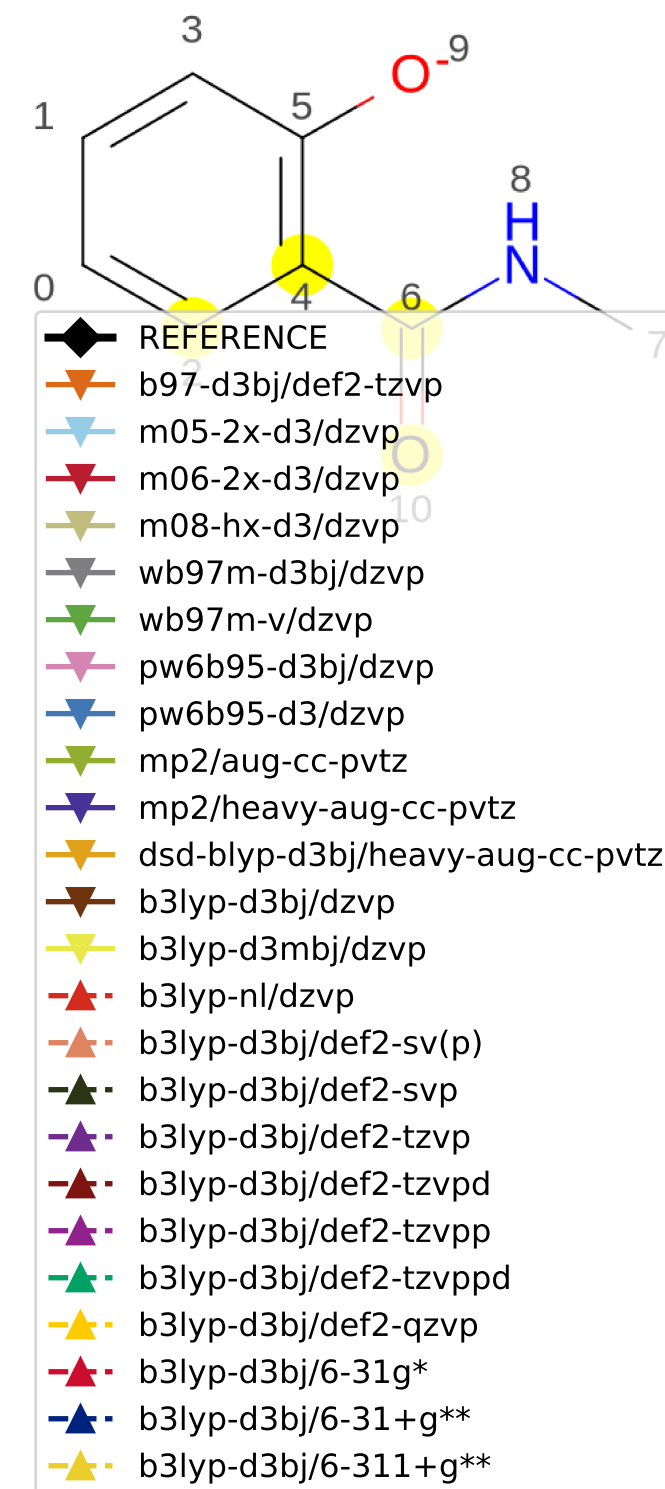 3
O-9
1
5
8
H
N
0
4
6
7
2
O
10
REFERENCE
b97-d3bj/def2-tzvp
m05-2x-d3/dzvp
m06-2x-d3/dzvp
m08-hx-d3/dzvp
wb97m-d3bj/dzvp
wb97m-v/dzvp
pw6b95-d3bj/dzvp
pw6b95-d3/dzvp
mp2/aug-cc-pvtz
mp2/heavy-aug-cc-pvtz
dsd-blyp-d3bj/heavy-aug-cc-pvtz
b3lyp-d3bj/dzvp
b3lyp-d3mbj/dzvp
b3lyp-nl/dzvp
b3lyp-d3bj/def2-sv(p)
b3lyp-d3bj/def2-svp
b3lyp-d3bj/def2-tzvp
b3lyp-d3bj/def2-tzvpd
b3lyp-d3bj/def2-tzvpp
b3lyp-d3bj/def2-tzvppd
b3lyp-d3bj/def2-qzvp
b3lyp-d3bj/6-31g*
b3lyp-d3bj/6-31+g**
b3lyp-d3bj/6-311+g**